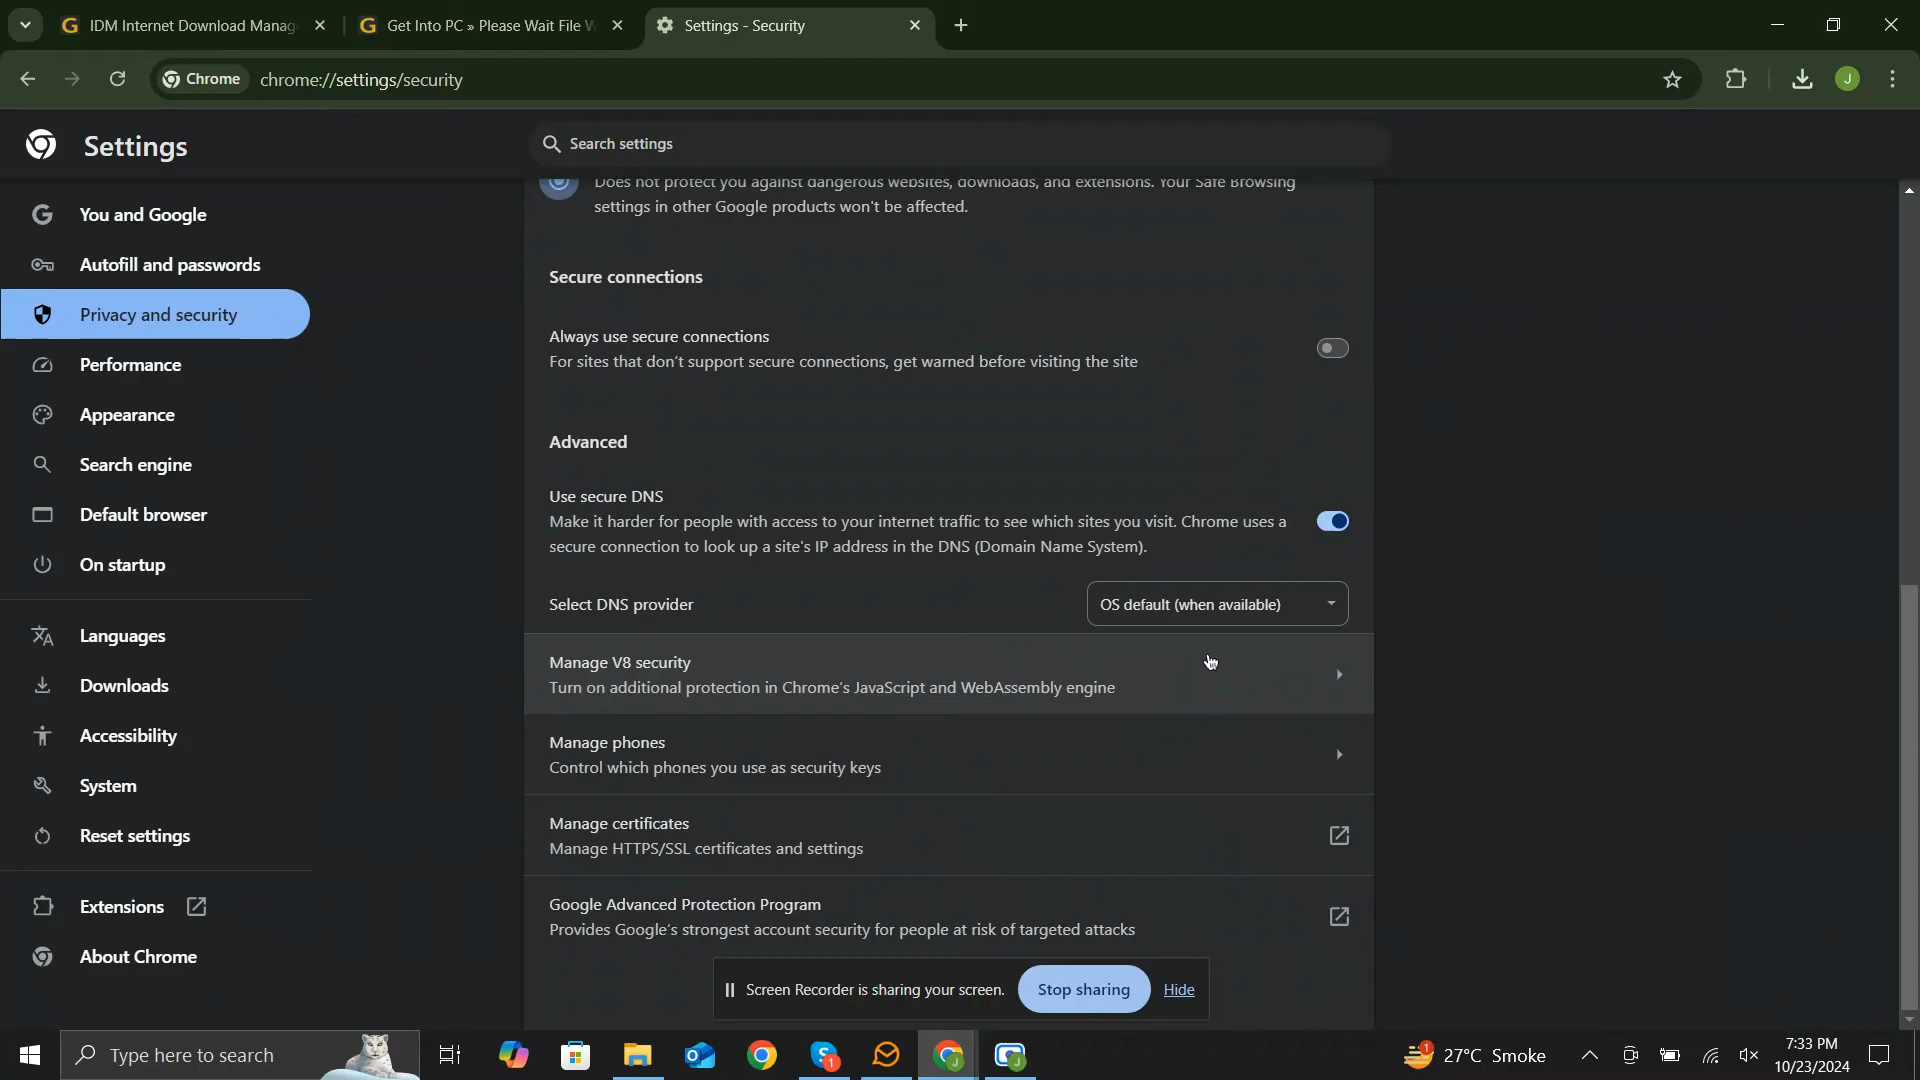 IDM Internet Download Manag
Get Into PC » Please Wait File W
Settings - Security
Chrome
chrome://settings/security
J
Settings
Search settings
You and Google
Autofill and passwords
Privacy and security
Performance
Appearance
Search engine
Default browser
On startup
Languages
Downloads
Accessibility
System
Reset settings
Extensions
About Chrome
Does not protect you against dangerous websites, downloads, and extensions. Your Safe Browsing
settings in other Google products won't be affected.
Secure connections
Always use secure connections
For sites that don't support secure connections, get warned before visiting the site
Advanced
Use secure DNS
Make it harder for people with access to your internet traffic to see which sites you visit. Chrome uses a
secure connection to look up a site's IP address in the DNS (Domain Name System).
Select DNS provider
OS default (when available)
Manage V8 security
Turn on additional protection in Chrome's JavaScript and WebAssembly engine
Manage phones
Control which phones you use as security keys
Manage certificates
Manage HTTPS/SSL certificates and settings
Google Advanced Protection Program
Provides Google's strongest account security for people at risk of targeted attacks
Screen Recorder is sharing your screen.
Stop sharing
Hide
Type here to search
1
1
27°C Smoke
7:33 PM
10/23/2024